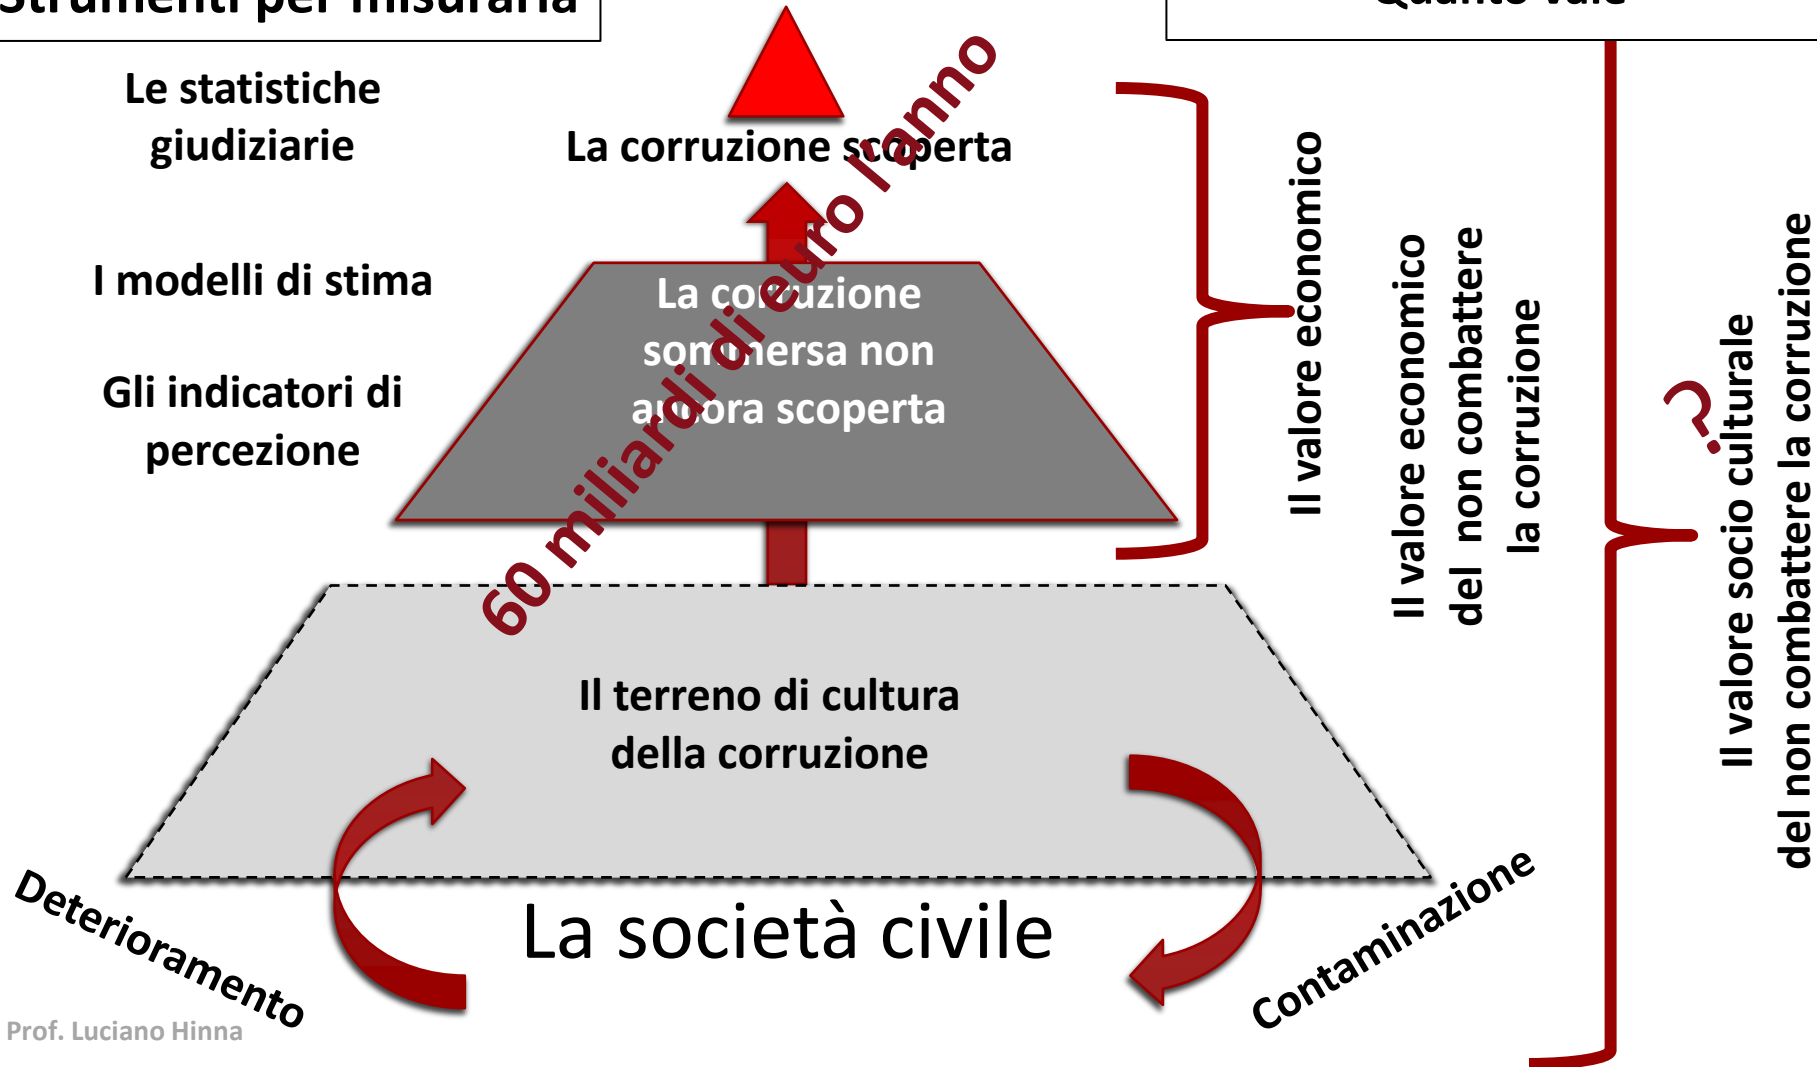 Strumenti per misurarla
Quanto vale
Le statistiche
giudiziarie
La corruzione scoperta
I modelli di stima
Gli indicatori di
percezione
La corruzione
sommersa non
ancora scoperta
60 miliardi di euro l'anno
Il valore economico
Il valore economico
del non combattere
la corruzione
?
Il valore socio culturale
del non combattere la corruzione
Il terreno di cultura
della corruzione
Deterioramento
La società civile
Contaminazione
Prof. Luciano Hinna